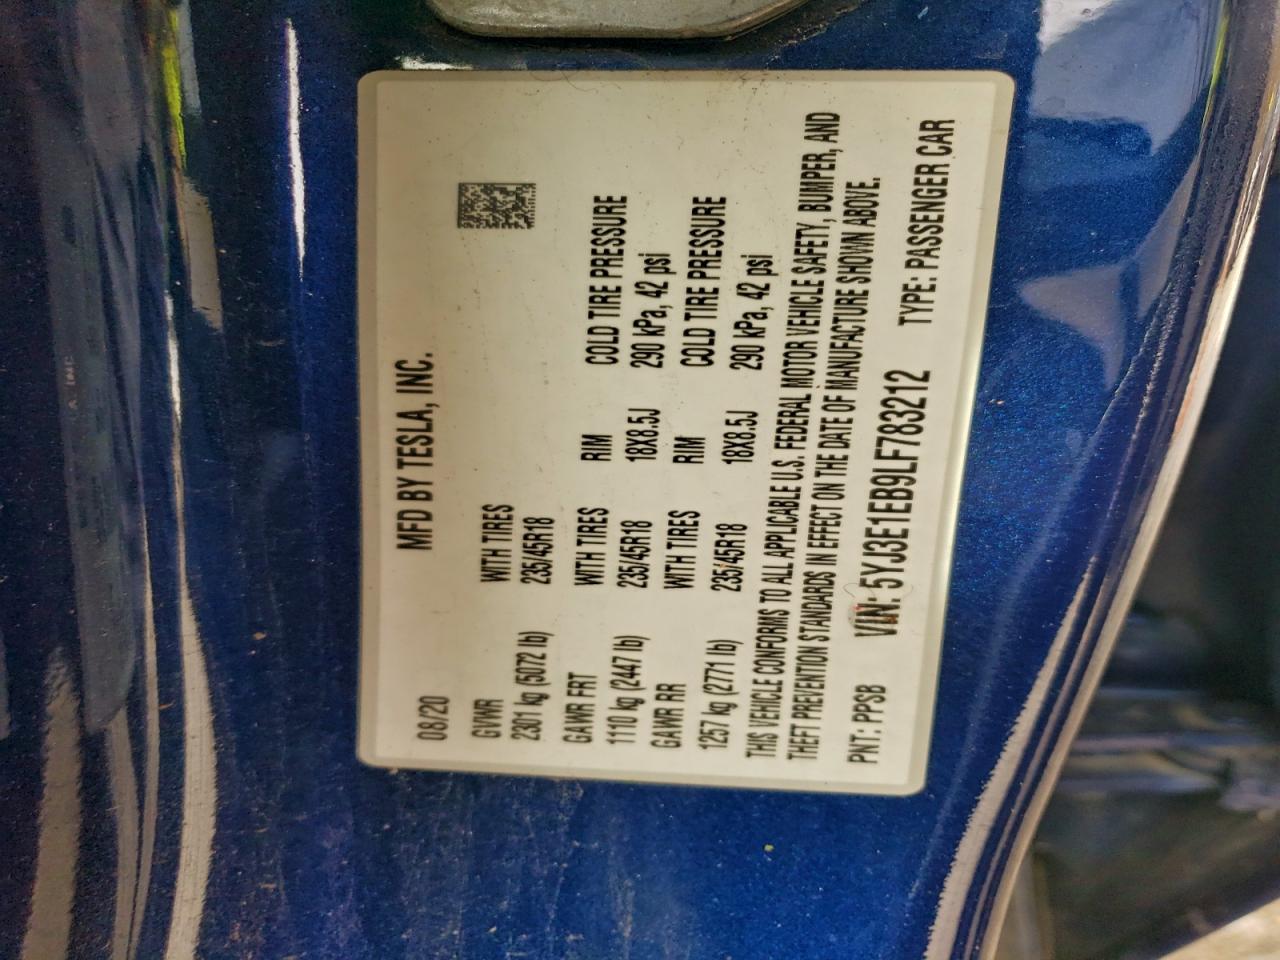 MFD BY TESLA, INC.
08/20
GVWR WITH TIRES
2301 kg (5072 lb) 235/45R18
GAWR FRT WITH TIRES RIM COLD TIRE PRESSURE
1110 kg (2447 lb) 235/45R18 18X8.5J 290 kPa, 42 psi
GAWR RR WITH TIRES RIM COLD TIRE PRESSURE
1257 kg (2771 lb) 235/45R18 18X8.5J 290 kPa, 42 psi
THIS VEHICLE CONFORMS TO ALL APPLICABLE U.S. FEDERAL MOTOR VEHICLE SAFETY, BUMPER, AND
THEFT PREVENTION STANDARDS IN EFFECT ON THE DATE OF MANUFACTURE SHOWN ABOVE.
PNT: PPSB VIN: 5YJ3E1EB9LF783212 TYPE: PASSENGER CAR